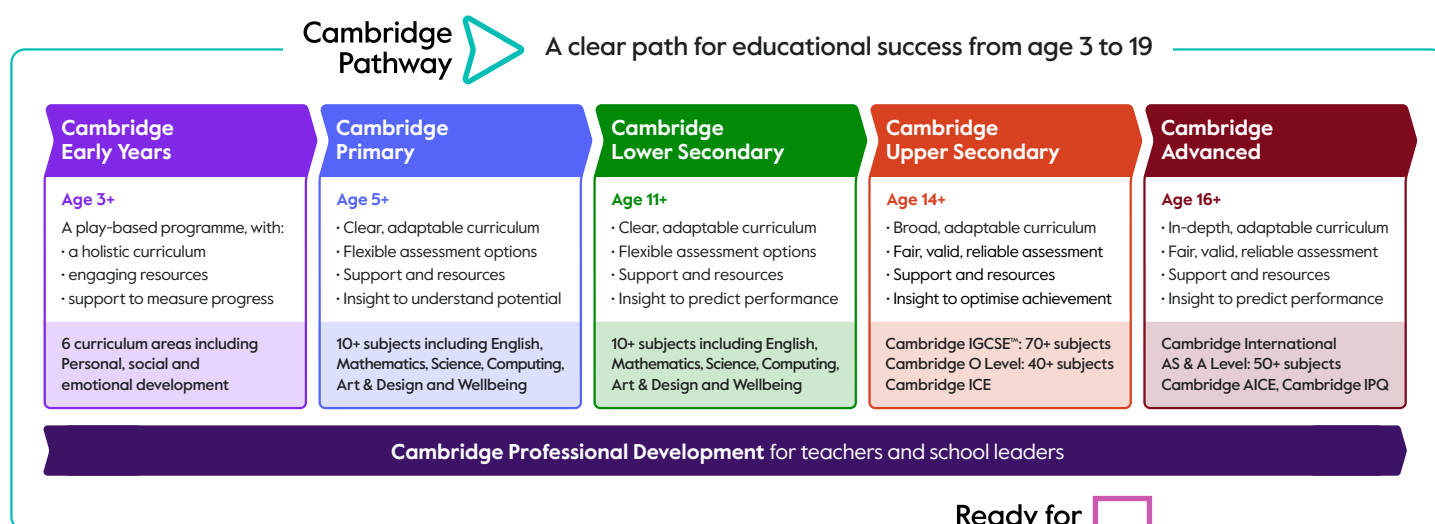 Cambridge
Pathway
A clear path for educational success from age 3 to 19
Cambridge
Early Years
Age 3+
A play-based programme, with:
· a holistic curriculum
· engaging resources
· support to measure progress
6 curriculum areas including
Personal, social and
emotional development
Cambridge
Primary
Age 5+
· Clear, adaptable curriculum
· Flexible assessment options
· Support and resources
· Insight to understand potential
10+ subjects including English,
Mathematics, Science, Computing,
Art & Design and Wellbeing
Cambridge
Lower Secondary
Age 11+
· Clear, adaptable curriculum
· Flexible assessment options
· Support and resources
· Insight to predict performance
10+ subjects including English,
Mathematics, Science, Computing,
Art & Design and Wellbeing
Cambridge
Upper Secondary
Age 14+
· Broad, adaptable curriculum
· Fair, valid, reliable assessment
· Support and resources
· Insight to optimise achievement
Cambridge IGCSE™: 70+ subjects
Cambridge O Level: 40+ subjects
Cambridge ICE
Cambridge
Advanced
Age 16+
· In-depth, adaptable curriculum
· Fair, valid, reliable assessment
· Support and resources
· Insight to predict performance
Cambridge International
AS & A Level: 50+ subjects
Cambridge AICE, Cambridge IPQ
Cambridge Professional Development for teachers and school leaders
Ready for